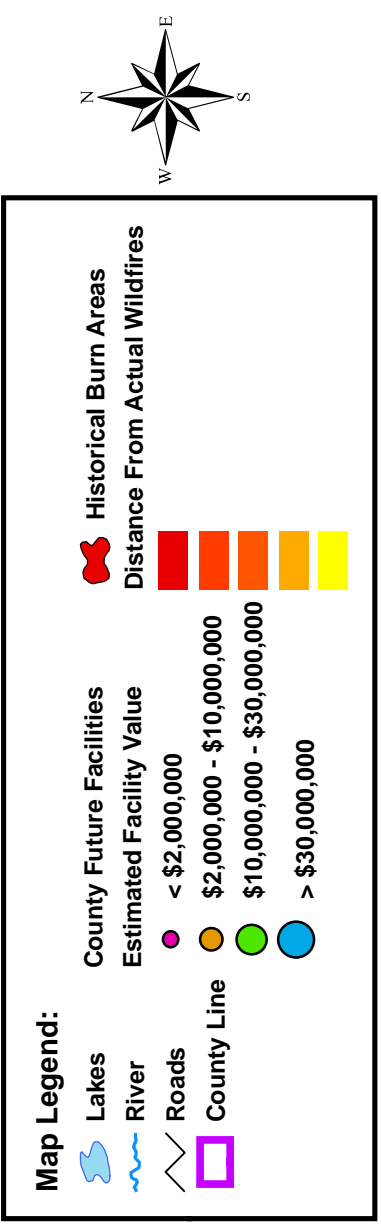 Map Legend:
Lakes
River
Roads
County Line
County Future Facilities
Estimated Facility Value
< $2,000,000
$2,000,000 - $10,000,000
$10,000,000 - $30,000,000
> $30,000,000
Historical Burn Areas
Distance From Actual Wildfires
N
E
S
W